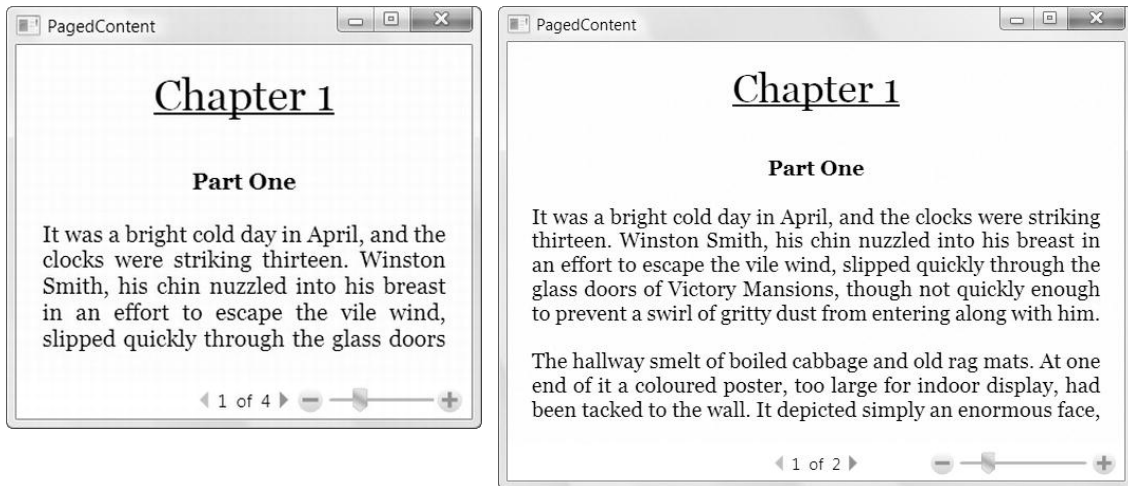 PagedContent
Chapter 1
Part One
It was a bright cold day in April, and the
clocks were striking thirteen. Winston
Smith, his chin nuzzled into his breast
in an effort to escape the vile wind,
slipped quickly through the glass doors
1 of 4
PagedContent
Chapter 1
Part One
It was a bright cold day in April, and the clocks were striking
thirteen. Winston Smith, his chin nuzzled into his breast in
an effort to escape the vile wind, slipped quickly through the
glass doors of Victory Mansions, though not quickly enough
to prevent a swirl of gritty dust from entering along with him.
The hallway smelt of boiled cabbage and old rag mats. At one
end of it a coloured poster, too large for indoor display, had
been tacked to the wall. It depicted simply an enormous face,
1 of 2